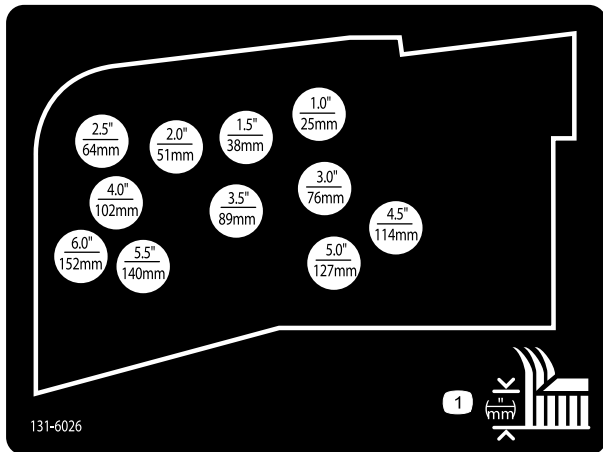 1.0"
25mm
1.5"
38mm
2.0"
51mm
2.5"
64mm
3.0"
76mm
4.0"
102mm
3.5"
89mm
4.5"
114mm
6.0"
152mm
5.5"
140mm
5.0"
127mm
1
(")
mm
131-6026